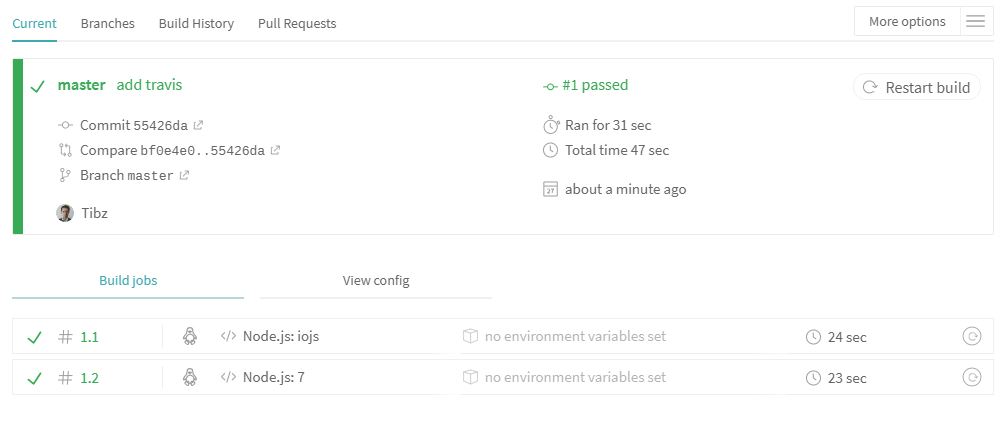 Current Branches Build History Pull Requests More options
master add travis #1 passed Restart build
Commit 55426da Ran for 31 sec
Compare bf0e4e0..55426da Total time 47 sec
Branch master
27 about a minute ago
Tibz
Build jobs View config
# 1.1 </> Node.js: iojs no environment variables set 24 sec
# 1.2 </> Node.js: 7 no environment variables set 23 sec